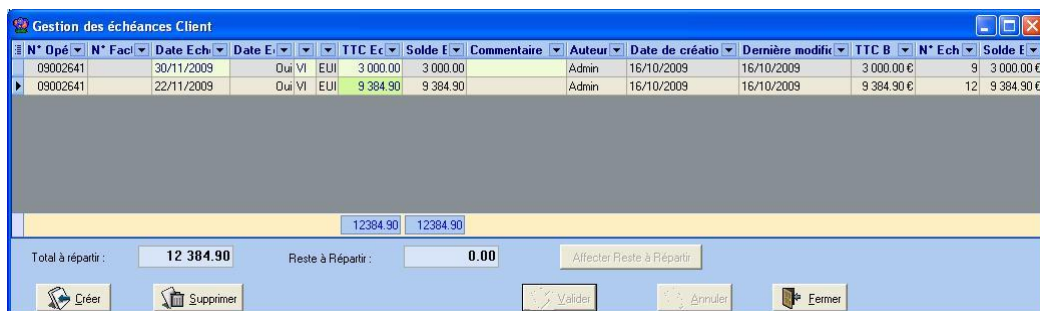 Gestion des échéances Client
N° Opé N° Fact Date Ech Date E TTC Ec Solde E Commentaire Auteur Date de créatio Dernière modific TTC B N° Ech Solde E
09002641 30/11/2009 Oui VI EUI 3 000.00 3 000.00 Admin 16/10/2009 16/10/2009 3 000.00 € 9 3 000.00 €
09002641 22/11/2009 Oui VI EUI 9 384.90 9 384.90 Admin 16/10/2009 16/10/2009 9 384.90 € 12 9 384.90 €
12384.90 12384.90
Total à répartir : 12 384.90 Reste à Répartir : 0.00 Affecter Reste à Répartir
Créer Supprimer Valider Annuler Fermer